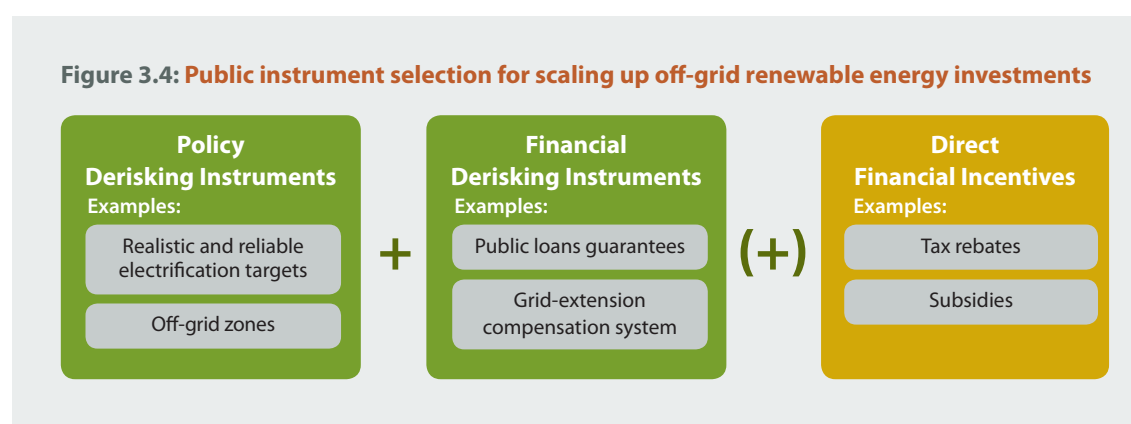 Figure 3.4: Public instrument selection for scaling up off-grid renewable energy investments
Policy
Derisking Instruments
Examples:
Realistic and reliable
electrification targets
Off-grid zones
+
Financial
Derisking Instruments
Examples:
Public loans guarantees
Grid-extension
compensation system
(+)
Direct
Financial Incentives
Examples:
Tax rebates
Subsidies